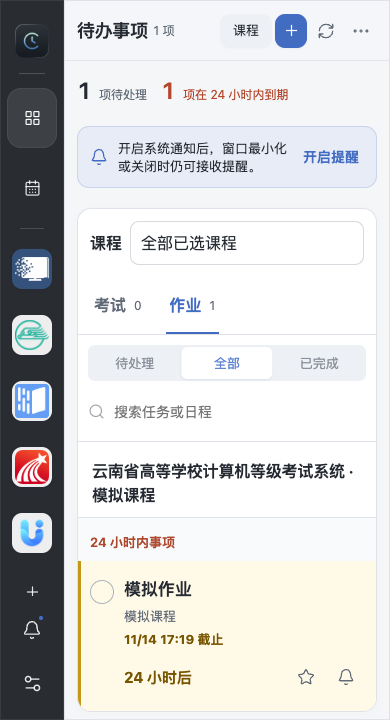 待办事项 1 项
课程
1 项待处理 1 项在 24 小时内到期
开启系统通知后，窗口最小化
或关闭时仍可接收提醒。
开启提醒
课程 全部已选课程
考试 0 作业 1
待处理 全部 已完成
搜索任务或日程
云南省高等学校计算机等级考试系统 ·
模拟课程
24 小时内事项
模拟作业
模拟课程
11/14 17:19 截止
24 小时后